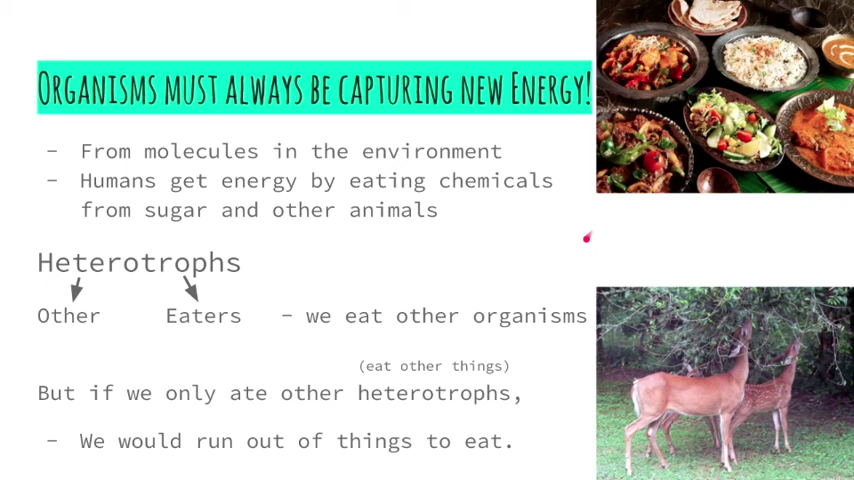 Organisms must always be capturing new Energy!
- From molecules in the environment
- Humans get energy by eating chemicals
from sugar and other animals
Heterotrophs
Other Eaters - we eat other organisms
(eat other things)
But if we only ate other heterotrophs,
- We would run out of things to eat.